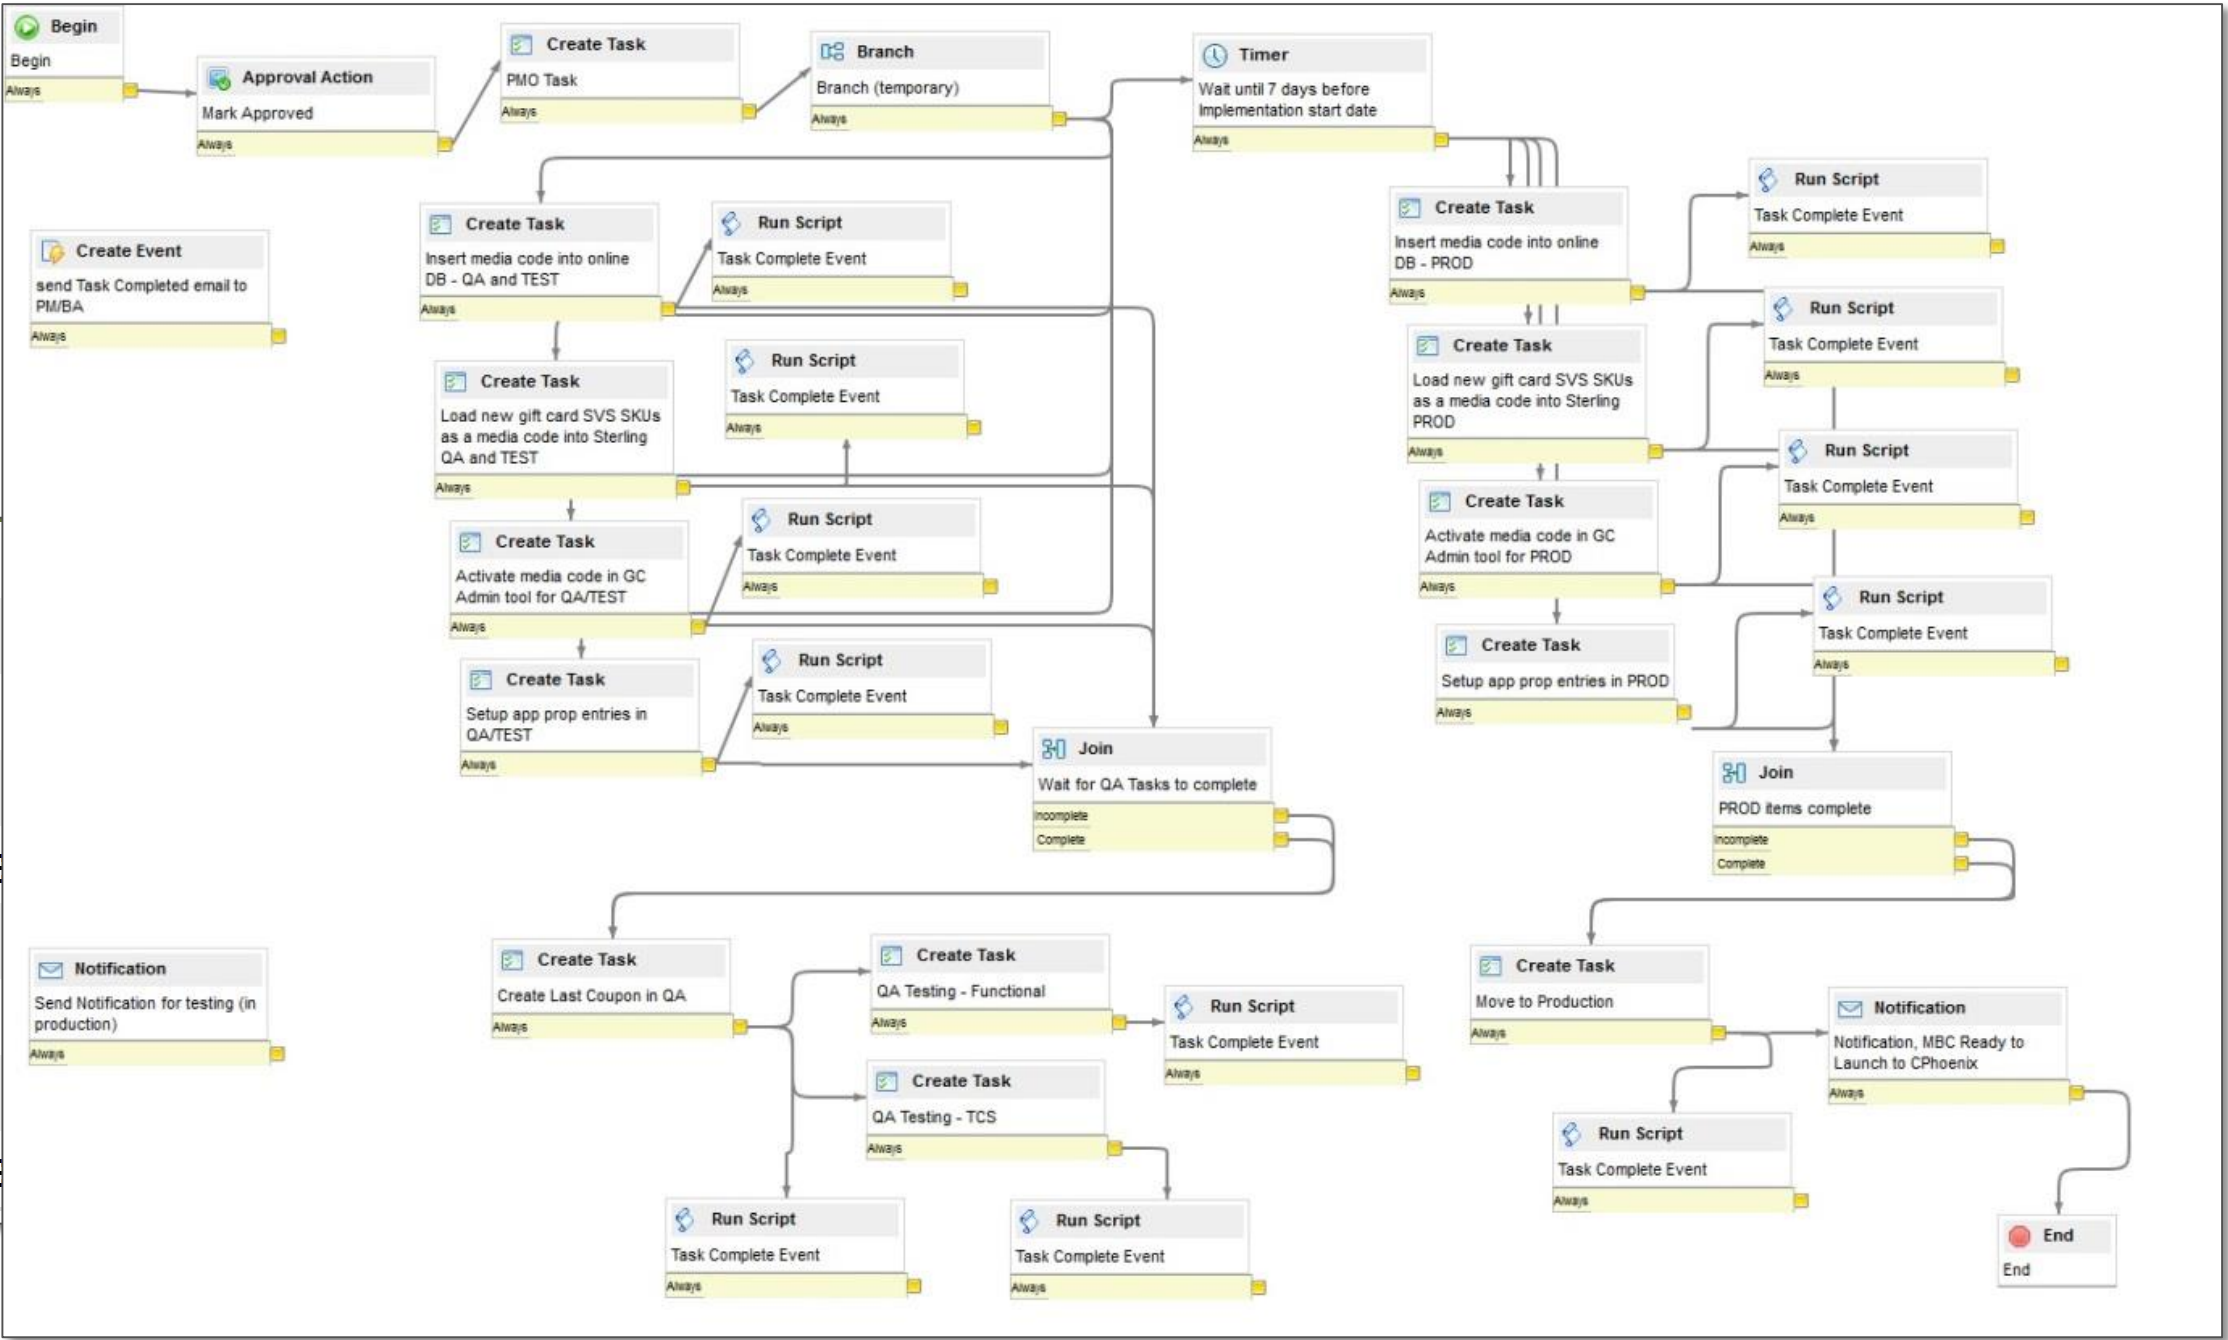 Begin
Begin
Always
Approval Action
Mark Approved
Always
Create Task
PMO Task
Always
Branch
Branch (temporary)
Always
Timer
Wait until 7 days before
Implementation start date
Always
Create Event
send Task Completed email to
PM/BA
Always
Create Task
Insert media code into online
DB - QA and TEST
Always
Run Script
Task Complete Event
Always
Create Task
Load new gift card SVS SKUs
as a media code into Sterling
QA and TEST
Always
Run Script
Task Complete Event
Always
Create Task
Activate media code in GC
Admin tool for QA/TEST
Always
Run Script
Task Complete Event
Always
Create Task
Setup app prop entries in
QA/TEST
Always
Run Script
Task Complete Event
Always
Join
Wait for QA Tasks to complete
Incomplete
Complete
Create Task
Insert media code into online
DB - PROD
Always
Run Script
Task Complete Event
Always
Create Task
Load new gift card SVS SKUs
as a media code into Sterling
PROD
Always
Run Script
Task Complete Event
Always
Create Task
Activate media code in GC
Admin tool for PROD
Always
Run Script
Task Complete Event
Always
Create Task
Setup app prop entries in PROD
Always
Run Script
Task Complete Event
Always
Join
PROD items complete
Incomplete
Complete
Notification
Send Notification for testing (in
production)
Always
Create Task
Create Last Coupon in QA
Always
Create Task
QA Testing - Functional
Always
Run Script
Task Complete Event
Always
Create Task
QA Testing - TCS
Always
Run Script
Task Complete Event
Always
Run Script
Task Complete Event
Always
Create Task
Move to Production
Always
Notification
Notification, MBC Ready to
Launch to CPhoenix
Always
Run Script
Task Complete Event
Always
End
End